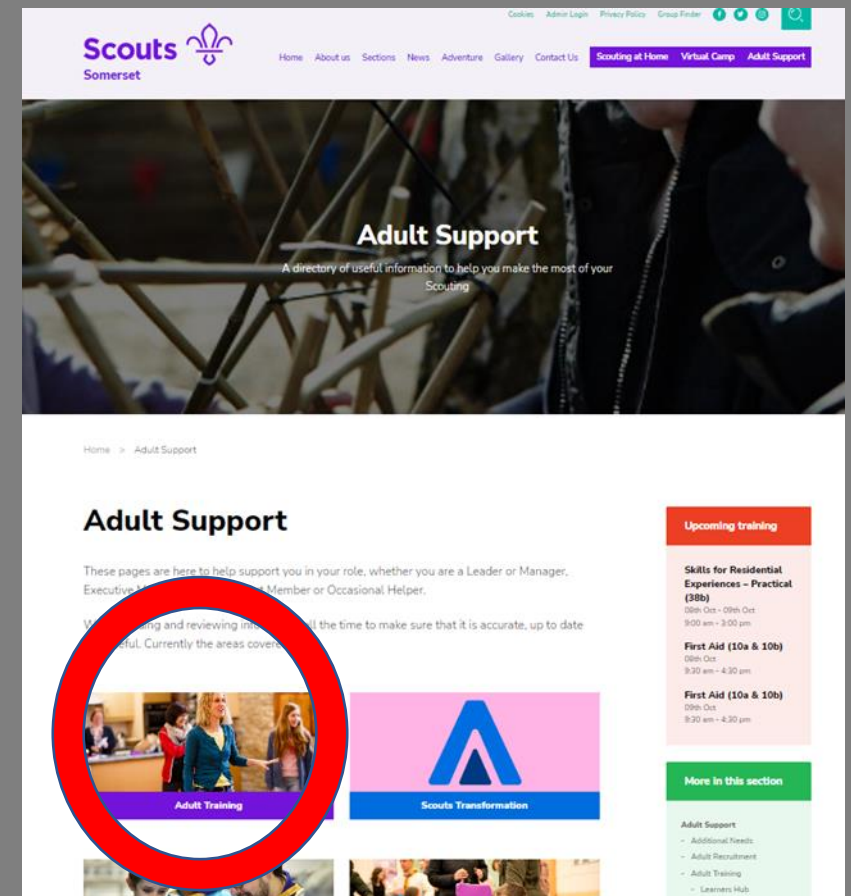 Cookies Admin Login Privacy Policy Group Finder
Scouts
Somerset
Home About us Sections News Adventure Gallery Contact Us Scouting at Home Virtual Camp Adult Support
Adult Support
A directory of useful information to help you make the most of your
Scouting
Home > Adult Support
Adult Support
These pages are here to help support you in your role, whether you are a Leader or Manager,
Executive Member or Occasional Helper.
and reviewing all the time to make sure that it is accurate, up to date
Currently the areas
Adult Training
Scouts Transformation
Upcoming training
Skills for Residential
Experiences – Practical
(38b)
08th Oct - 09th Oct
9:00 am - 3:00 pm
First Aid (10a & 10b)
08th Oct
9:30 am - 4:30 pm
First Aid (10a & 10b)
09th Oct
9:30 am - 4:30 pm
More in this section
Adult Support
- Additional Needs
- Adult Recruitment
- Adult Training
- Learners Hub